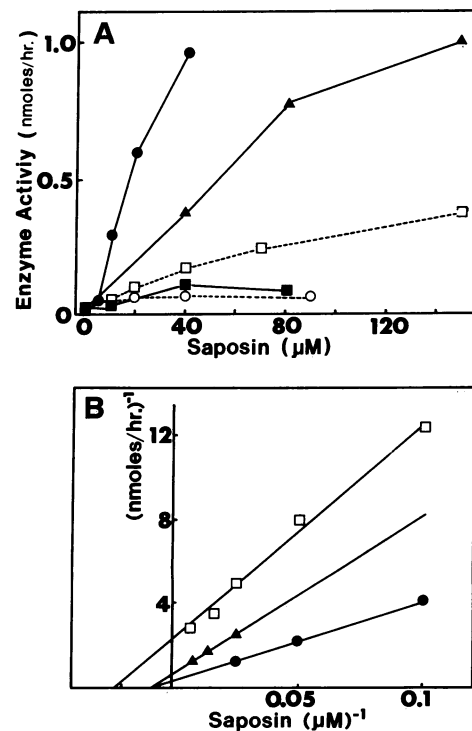 A
1.0
0.5
0
Enzyme Activiy (nmoles/hr.)
0 40 80 120
Saposin (µM)
B
12
8
4
(nmoles/hr.)⁻¹
0.05 0.1
Saposin (µM)⁻¹